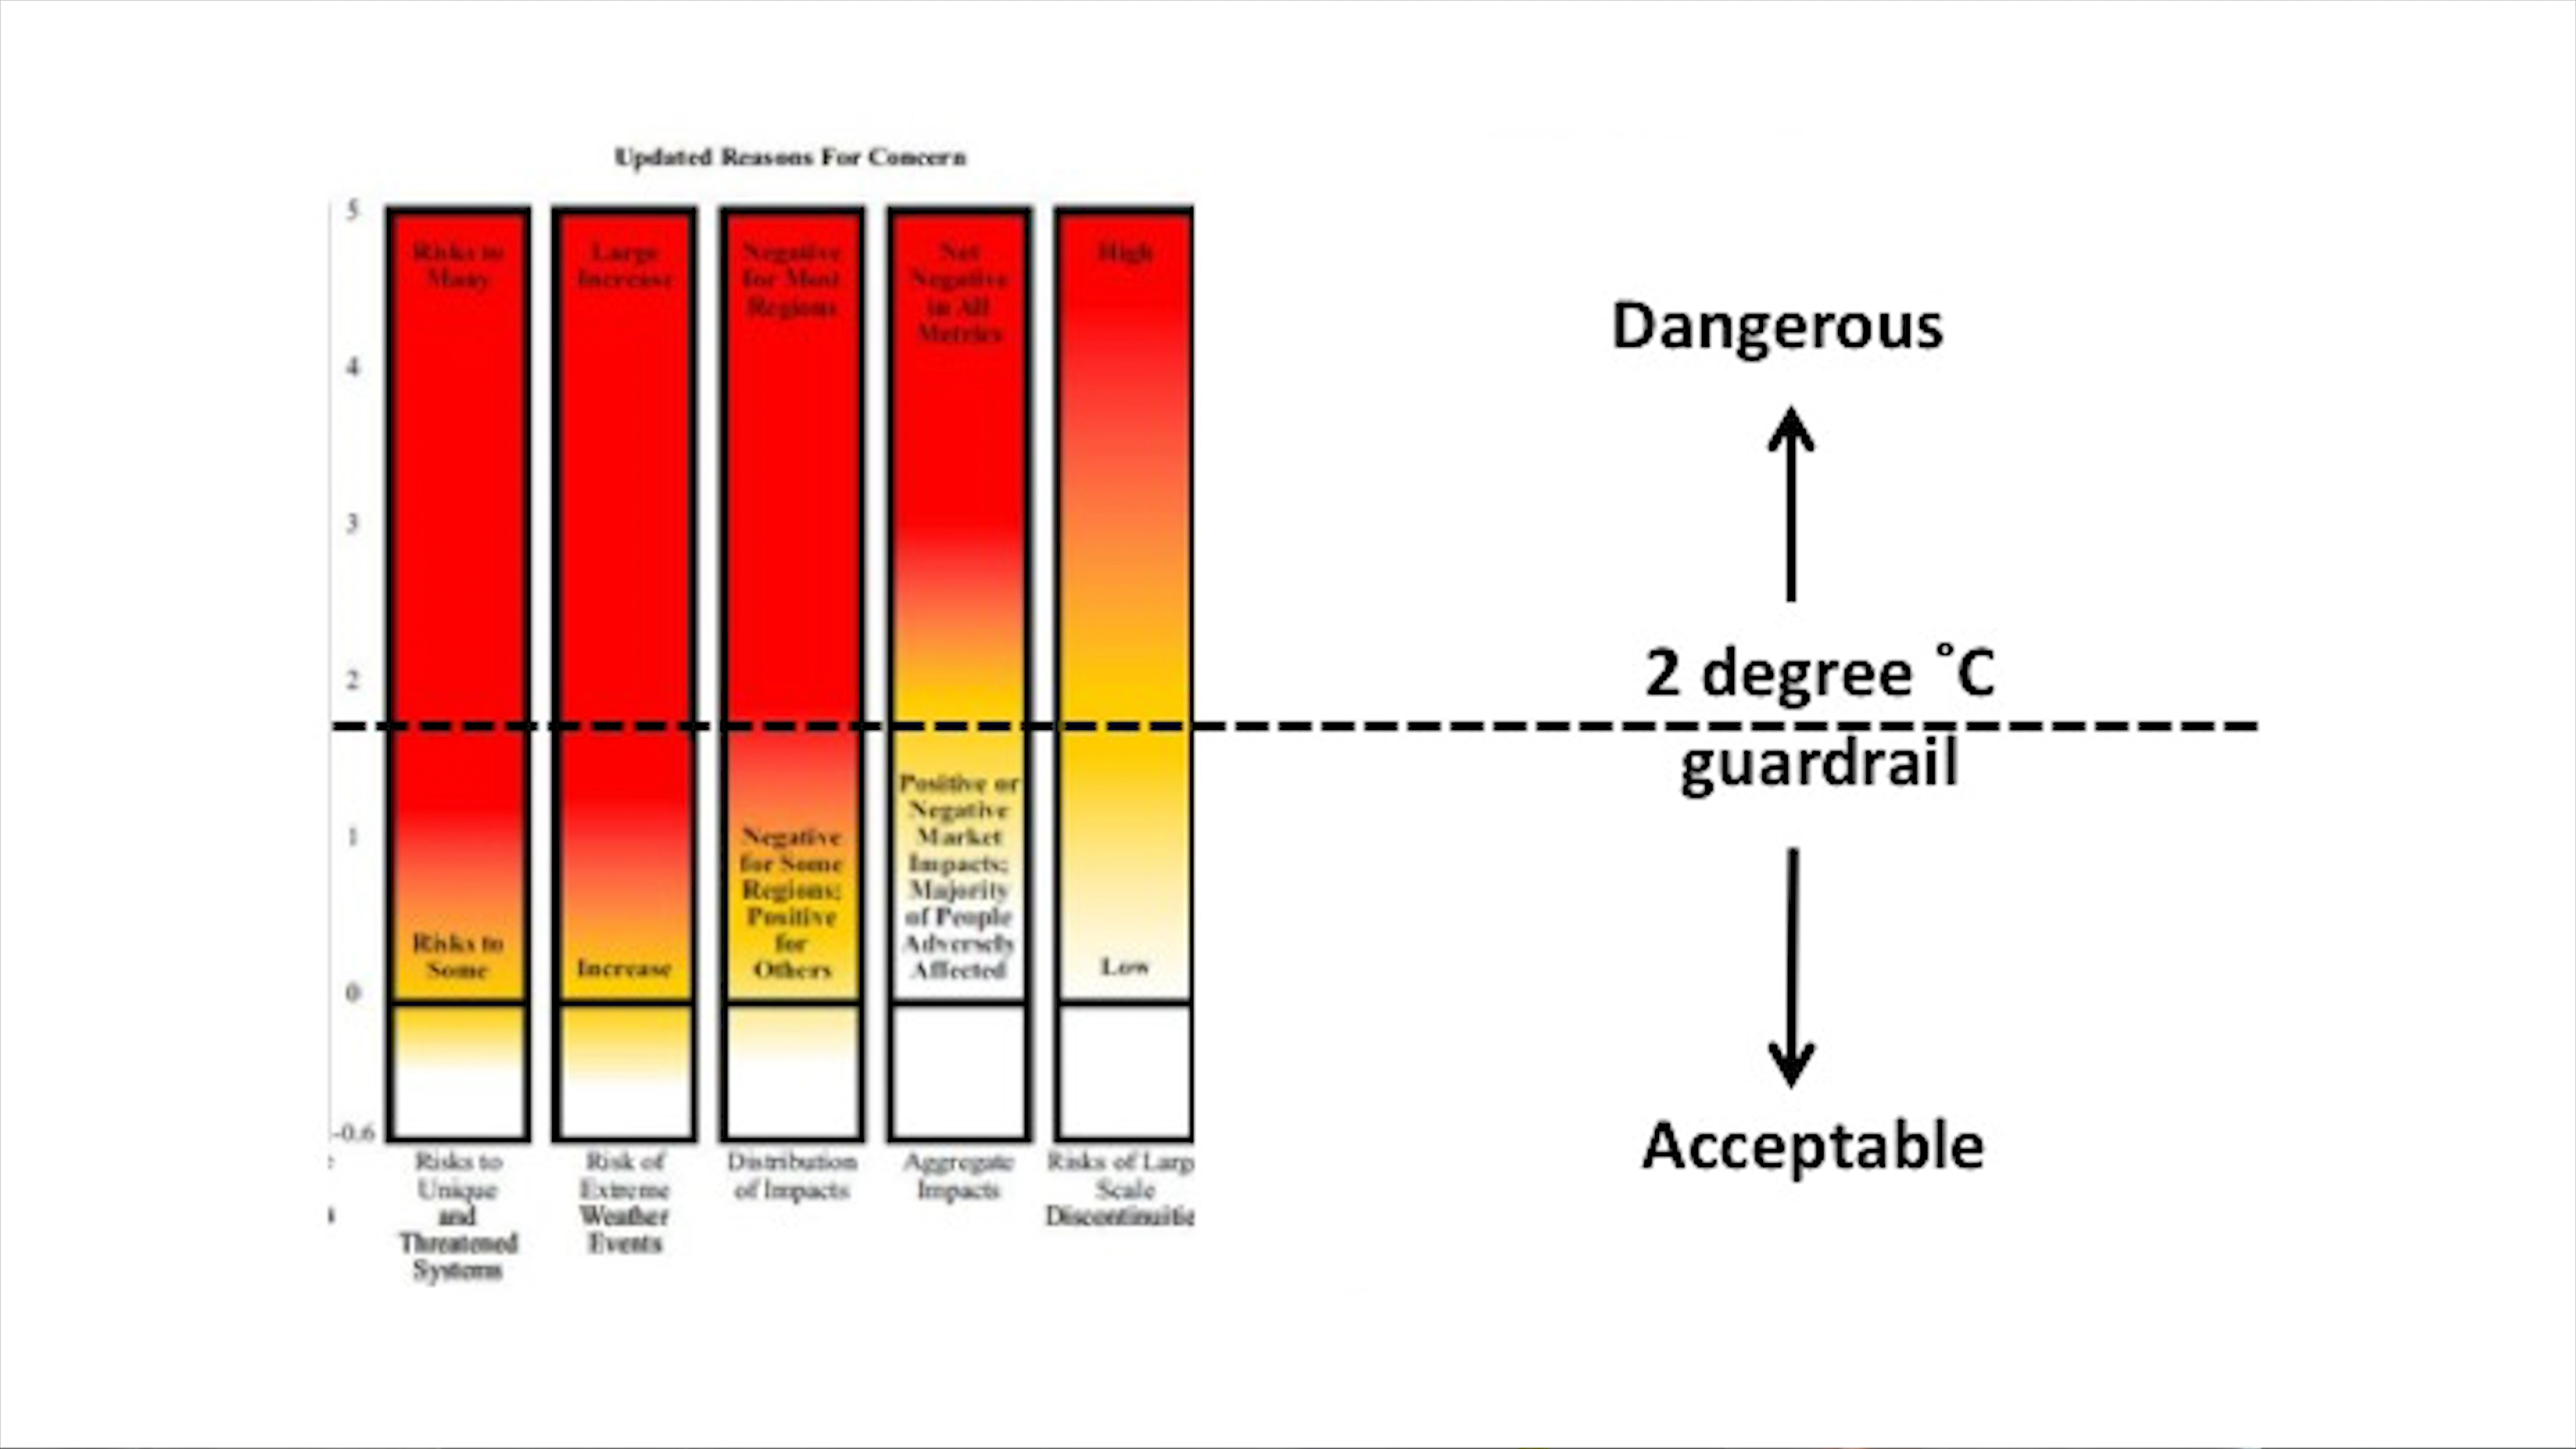 Updated Reasons For Concern
5
4
3
2
1
0
-0.6
Risks to
Many
Risks to
Some
Large
Increase
Increase
Negative
for Most
Regions
Negative
for Some
Regions;
Positive
for
Others
Net
Negative
in All
Metrics
Positive or
Negative
Market
Impacts;
Majority
of People
Adversely
Affected
High
Low
Risks to
Unique
and
Threatened
Systems
Risk of
Extreme
Weather
Events
Distribution
of Impacts
Aggregate
Impacts
Risks of Larg
Scale
Discontinuitie
Dangerous
2 degree ˚C
guardrail
Acceptable